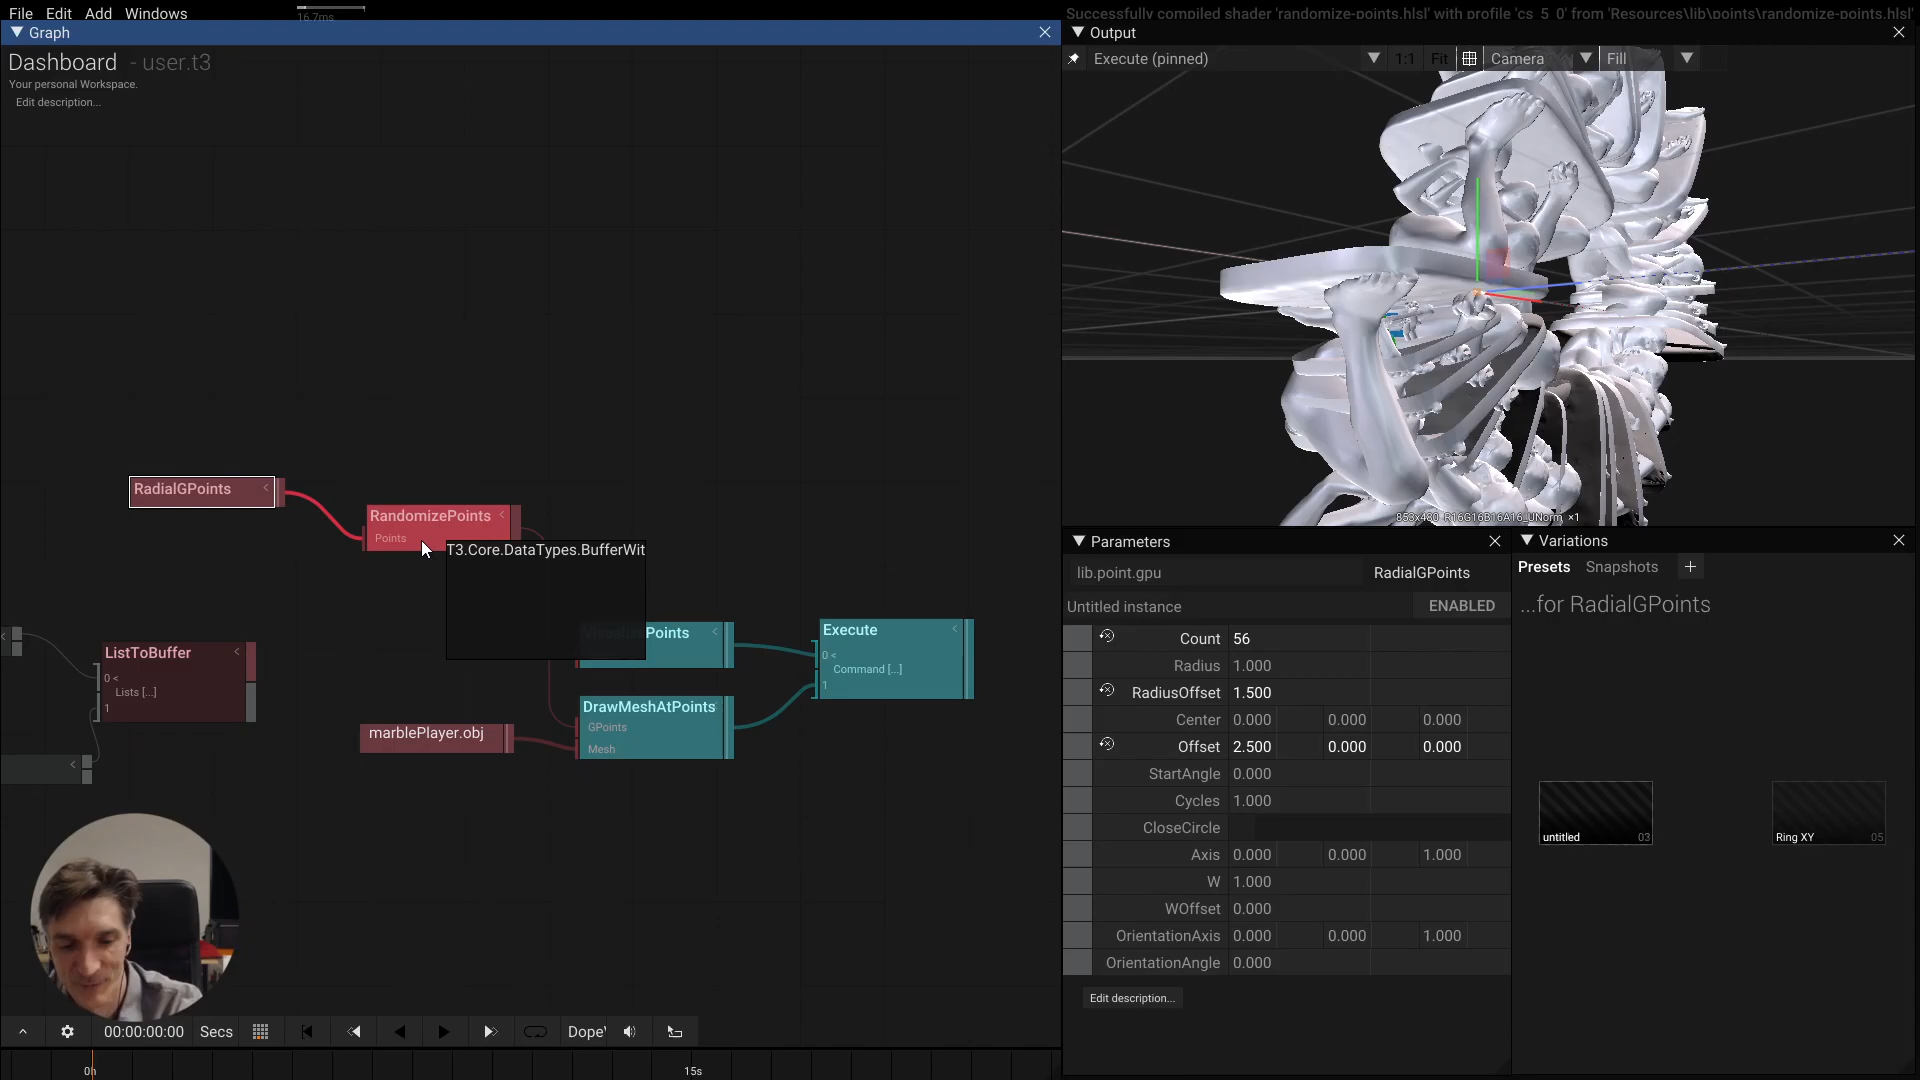 File Edit Add Windows
16.7ms
Successfully compiled shader 'randomize-points.hlsl' with profile 'cs_5_0' from 'Resources\lib\points\randomize-points.hlsl'
Graph
Dashboard - user.t3
Your personal Workspace.
Edit description...
RadialGPoints <
RandomizePoints <
Points
T3.Core.DataTypes.BufferWit
Points <
Execute <
0 <
Command [...]
1
ListToBuffer <
0 <
Lists [...]
1
<
<
marblePlayer.obj
DrawMeshAtPoints
GPoints
Mesh
00:00:00:00 Secs
Dope
0h
15s
Output
Execute (pinned) 1:1 Fit Camera Fill
853x480 R16G16B16A16_UNorm ×1
Parameters
lib.point.gpu RadialGPoints
Untitled instance ENABLED
Count 56
Radius 1.000
RadiusOffset 1.500
Center 0.000 0.000 0.000
Offset 2.500 0.000 0.000
StartAngle 0.000
Cycles 1.000
CloseCircle
Axis 0.000 0.000 1.000
W 1.000
WOffset 0.000
OrientationAxis 0.000 0.000 1.000
OrientationAngle 0.000
Edit description...
Variations
Presets Snapshots +
...for RadialGPoints
untitled 03
Ring XY 05